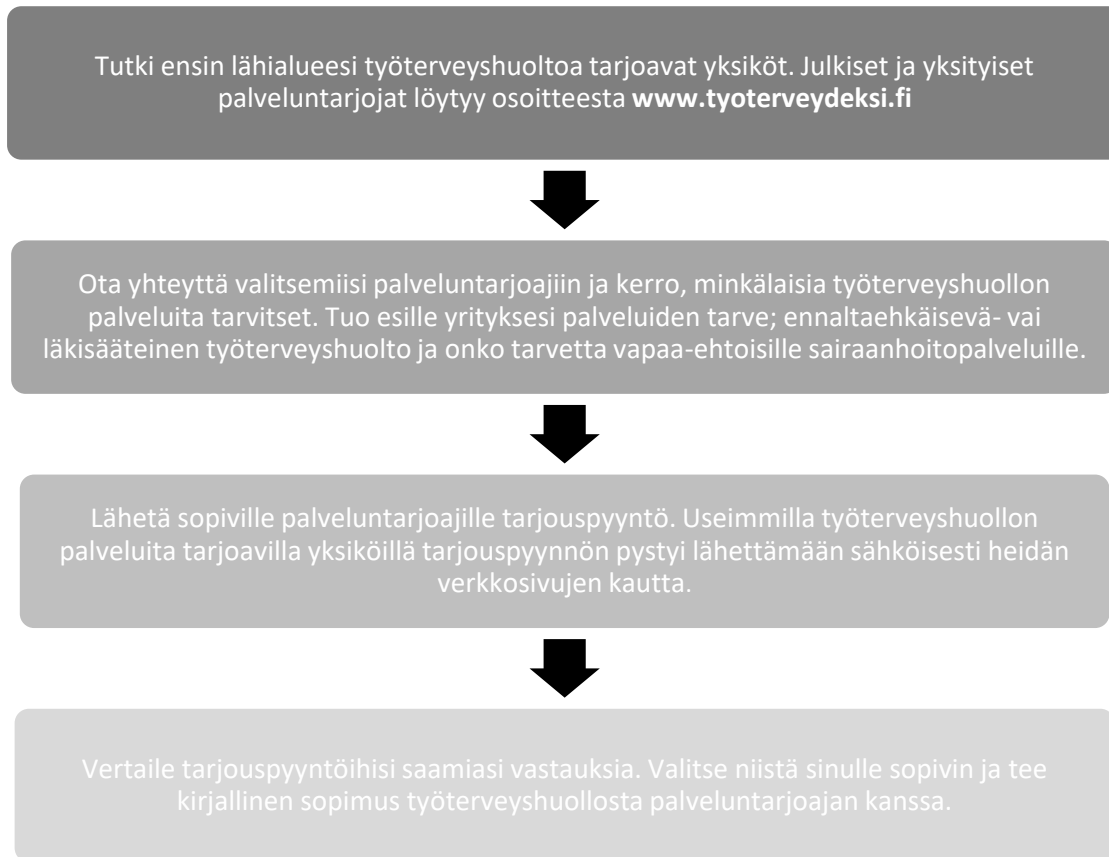 Tutki ensin lähialueesi työterveyshuoltoa tarjoavat yksiköt. Julkiset ja yksityiset
palveluntarjojat löytyy osoitteesta www.tyoterveydeksi.fi
Ota yhteyttä valitsemiisi palveluntarjoajiin ja kerro, minkälaisia työterveyshuollon
palveluita tarvitset. Tuo esille yrityksesi palveluiden tarve; ennaltaehkäisevä- vai
läkisääteinen työterveyshuolto ja onko tarvetta vapaa-ehtoisille sairaanhoitopalveluille.
Lähetä sopiville palveluntarjoajille tarjouspyyntö. Useimmilla työterveyshuollon
palveluita tarjoavilla yksiköillä tarjouspyynnön pystyi lähettämään sähköisesti heidän
verkkosivujen kautta.
Vertaile tarjouspyyntöihisi saamiasi vastauksia. Valitse niistä sinulle sopivin ja tee
kirjallinen sopimus työterveyshuollosta palveluntarjoajan kanssa.